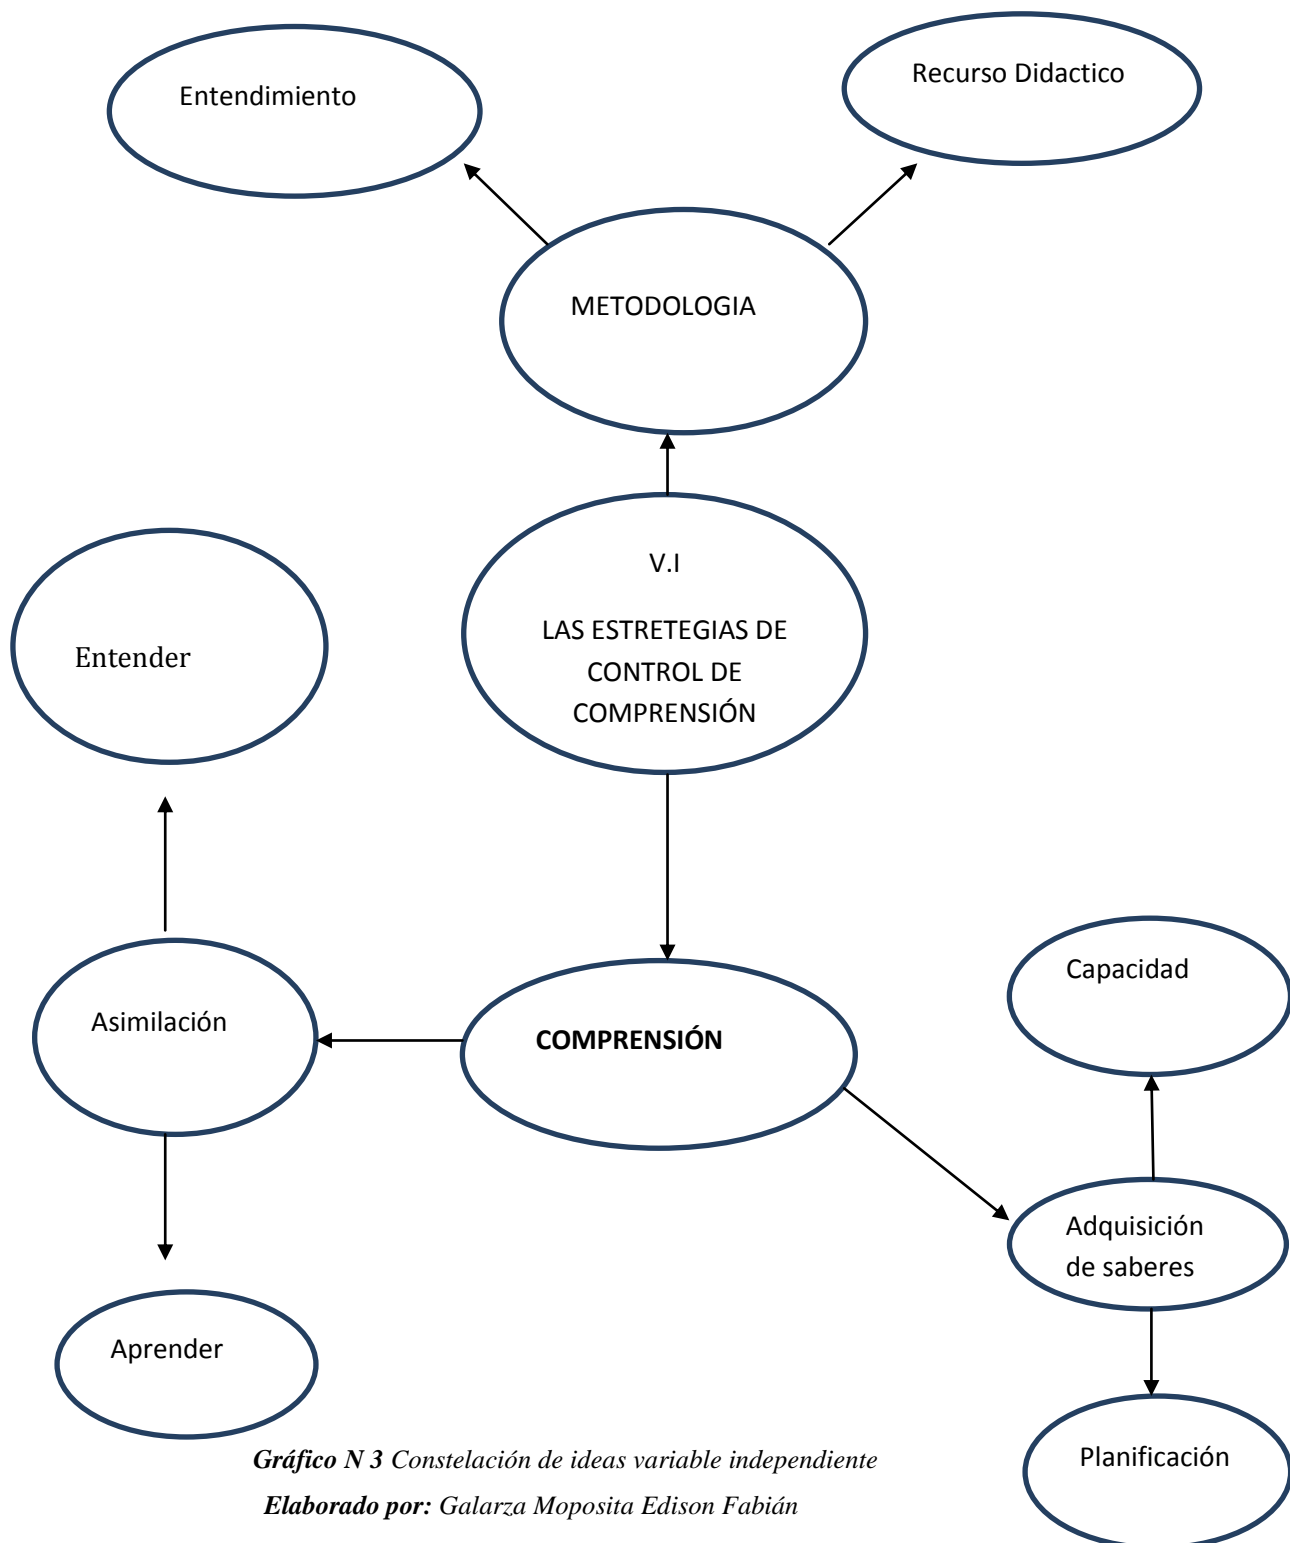 Entendimiento
Recurso Didactico
METODOLOGIA
V.I
LAS ESTRETEGIAS DE
CONTROL DE
COMPRENSIÓN
Entender
Asimilación
COMPRENSIÓN
Capacidad
Adquisición
de saberes
Aprender
Planificación
Gráfico N 3 Constelación de ideas variable independiente
Elaborado por: Galarza Moposita Edison Fabián